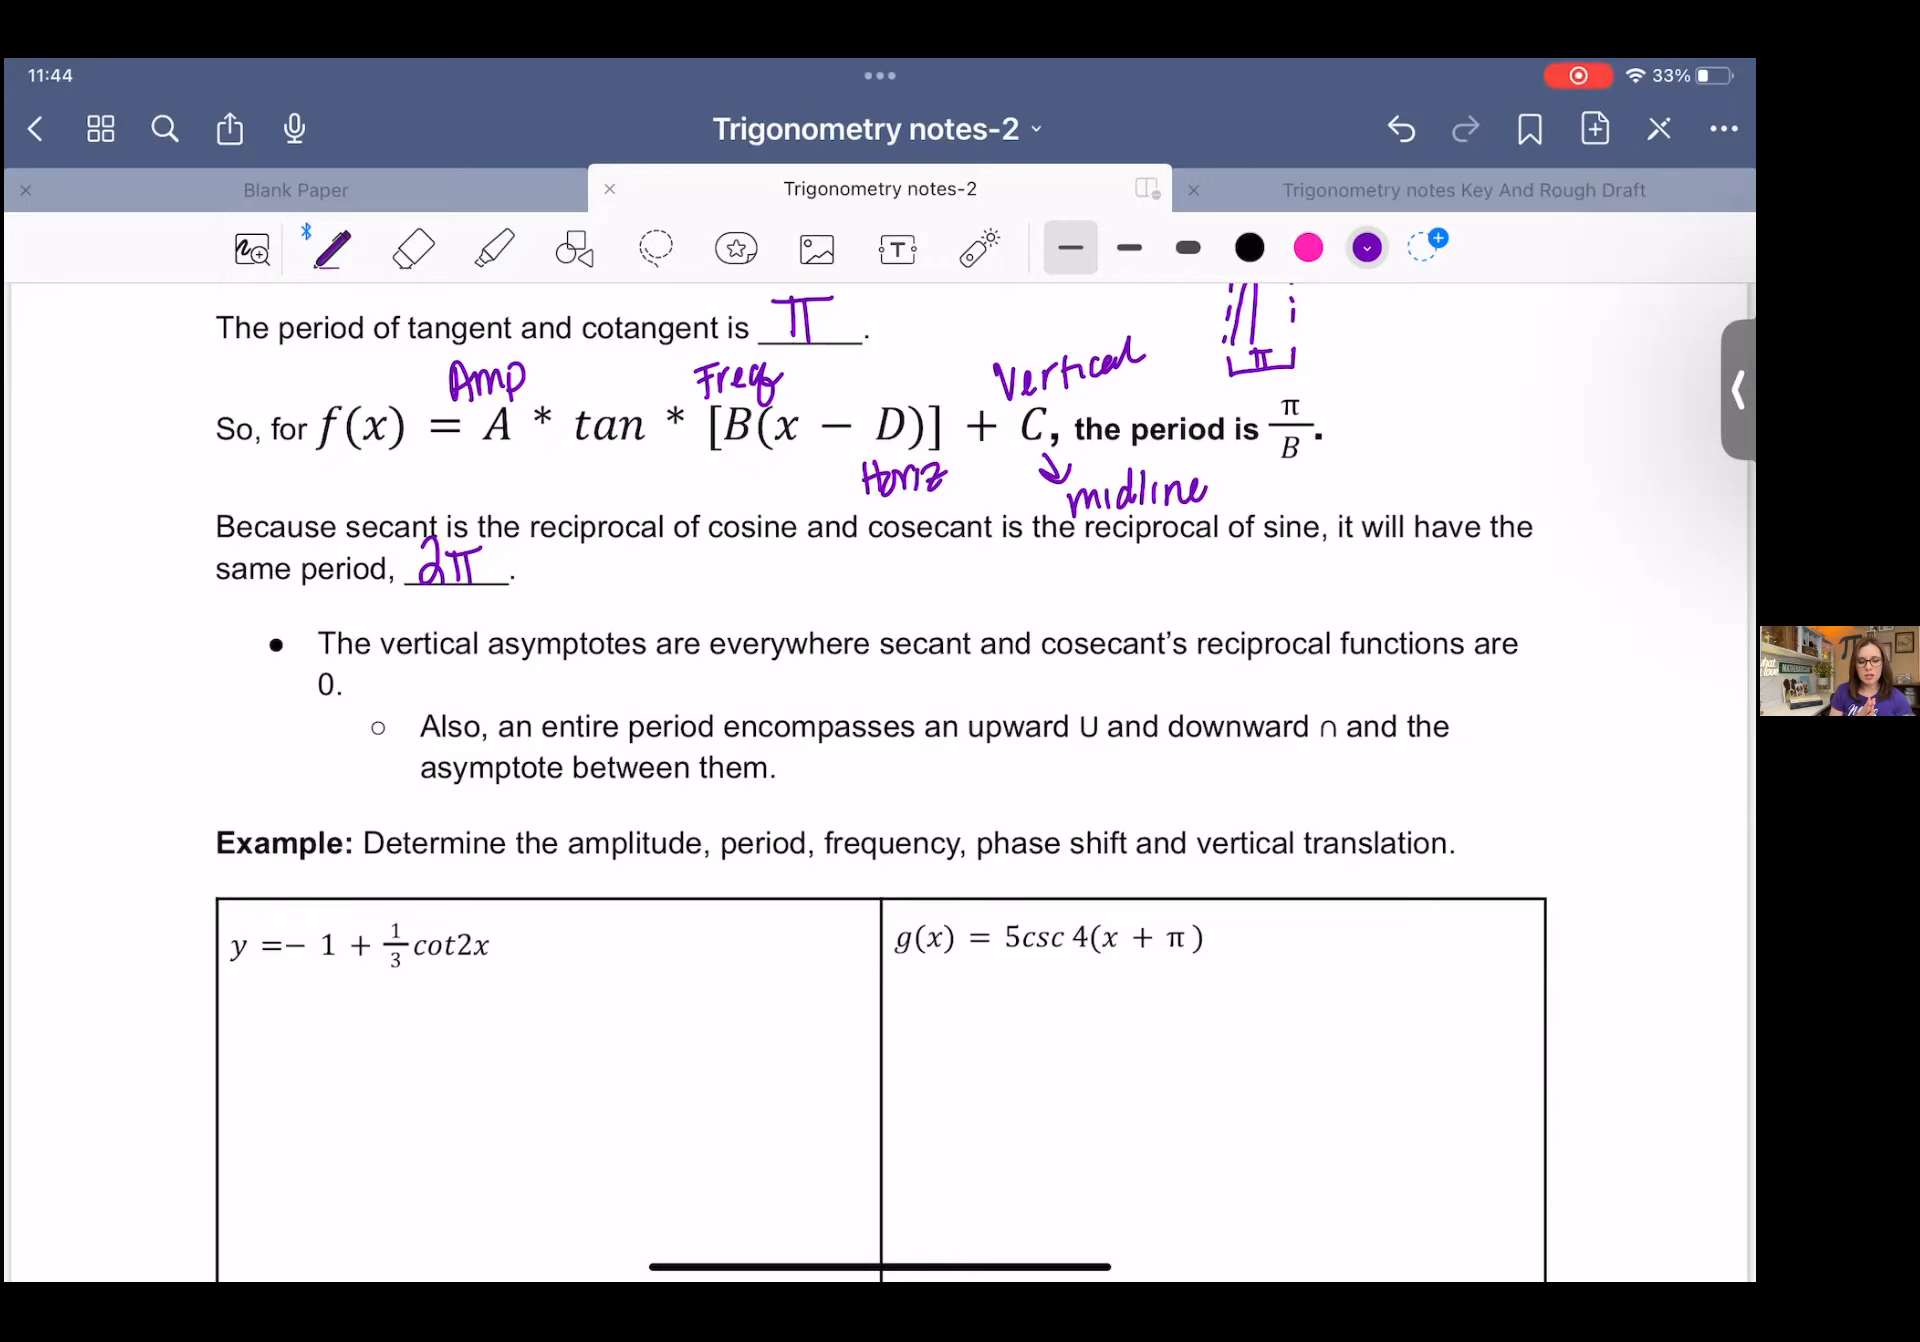 11:44
33%
Trigonometry notes-2
Blank Paper
Trigonometry notes-2
Trigonometry notes Key And Rough Draft
The period of tangent and cotangent is π.
π
Amp Freq Vertical
So, for f(x) = A * tan * [B(x − D)] + C, the period is π/B.
Horiz midline
Because secant is the reciprocal of cosine and cosecant is the reciprocal of sine, it will have the
same period, 2π.
● The vertical asymptotes are everywhere secant and cosecant’s reciprocal functions are
0.
○ Also, an entire period encompasses an upward U and downward ∩ and the
asymptote between them.
Example: Determine the amplitude, period, frequency, phase shift and vertical translation.
y =− 1 + 1/3 cot2x
g(x) = 5csc 4(x + π )